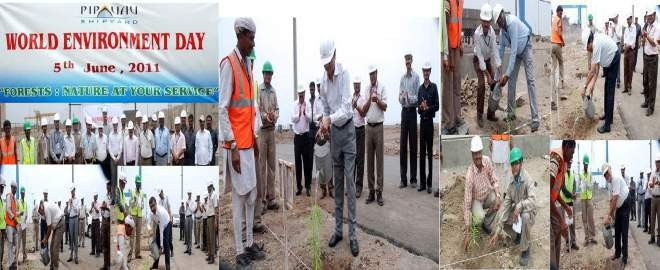 PIPAVAV
SHIPYARD
WORLD ENVIRONMENT DAY
5th June , 2011
"FORESTS : NATURE AT YOUR SERVICE"